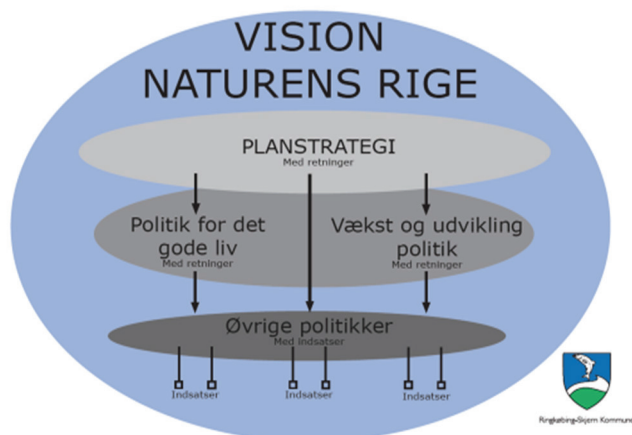 VISION
NATURENS RIGE
PLANSTRATEGI
Med retninger
Politik for det
gode liv
Med retninger
Vækst og udvikling
politik
Med retninger
Øvrige politikker
Med indsatser
Indsatser
Indsatser
Indsatser
Ringkøbing-Skjern Kommune